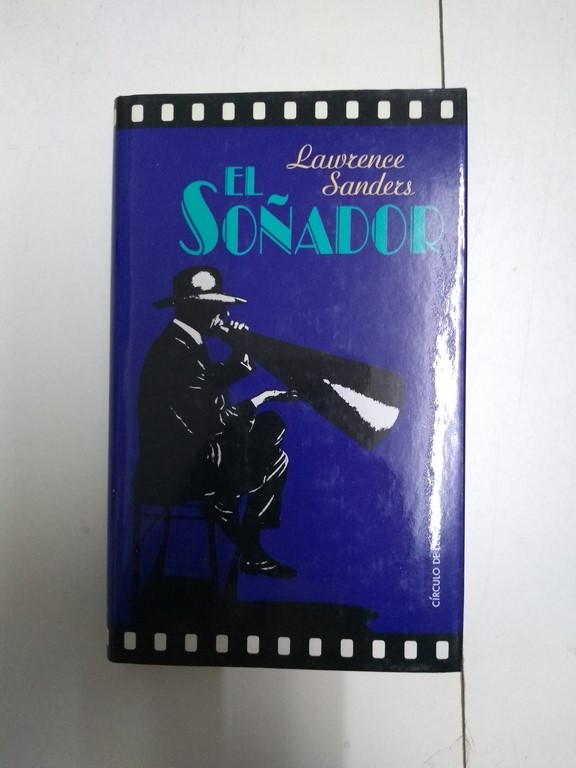 Lawrence
Sanders
EL
SOÑADOR
CÍRCULO DE